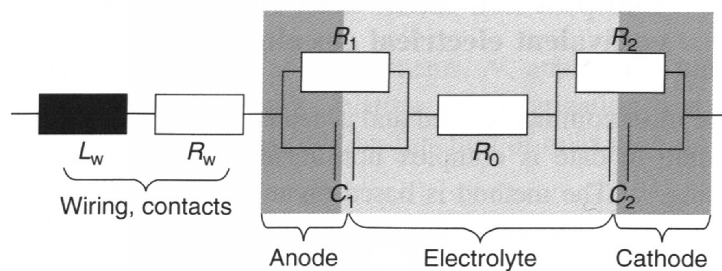 R1 R2
Lw Rw C1 R0 C2
Wiring, contacts
Anode Electrolyte Cathode